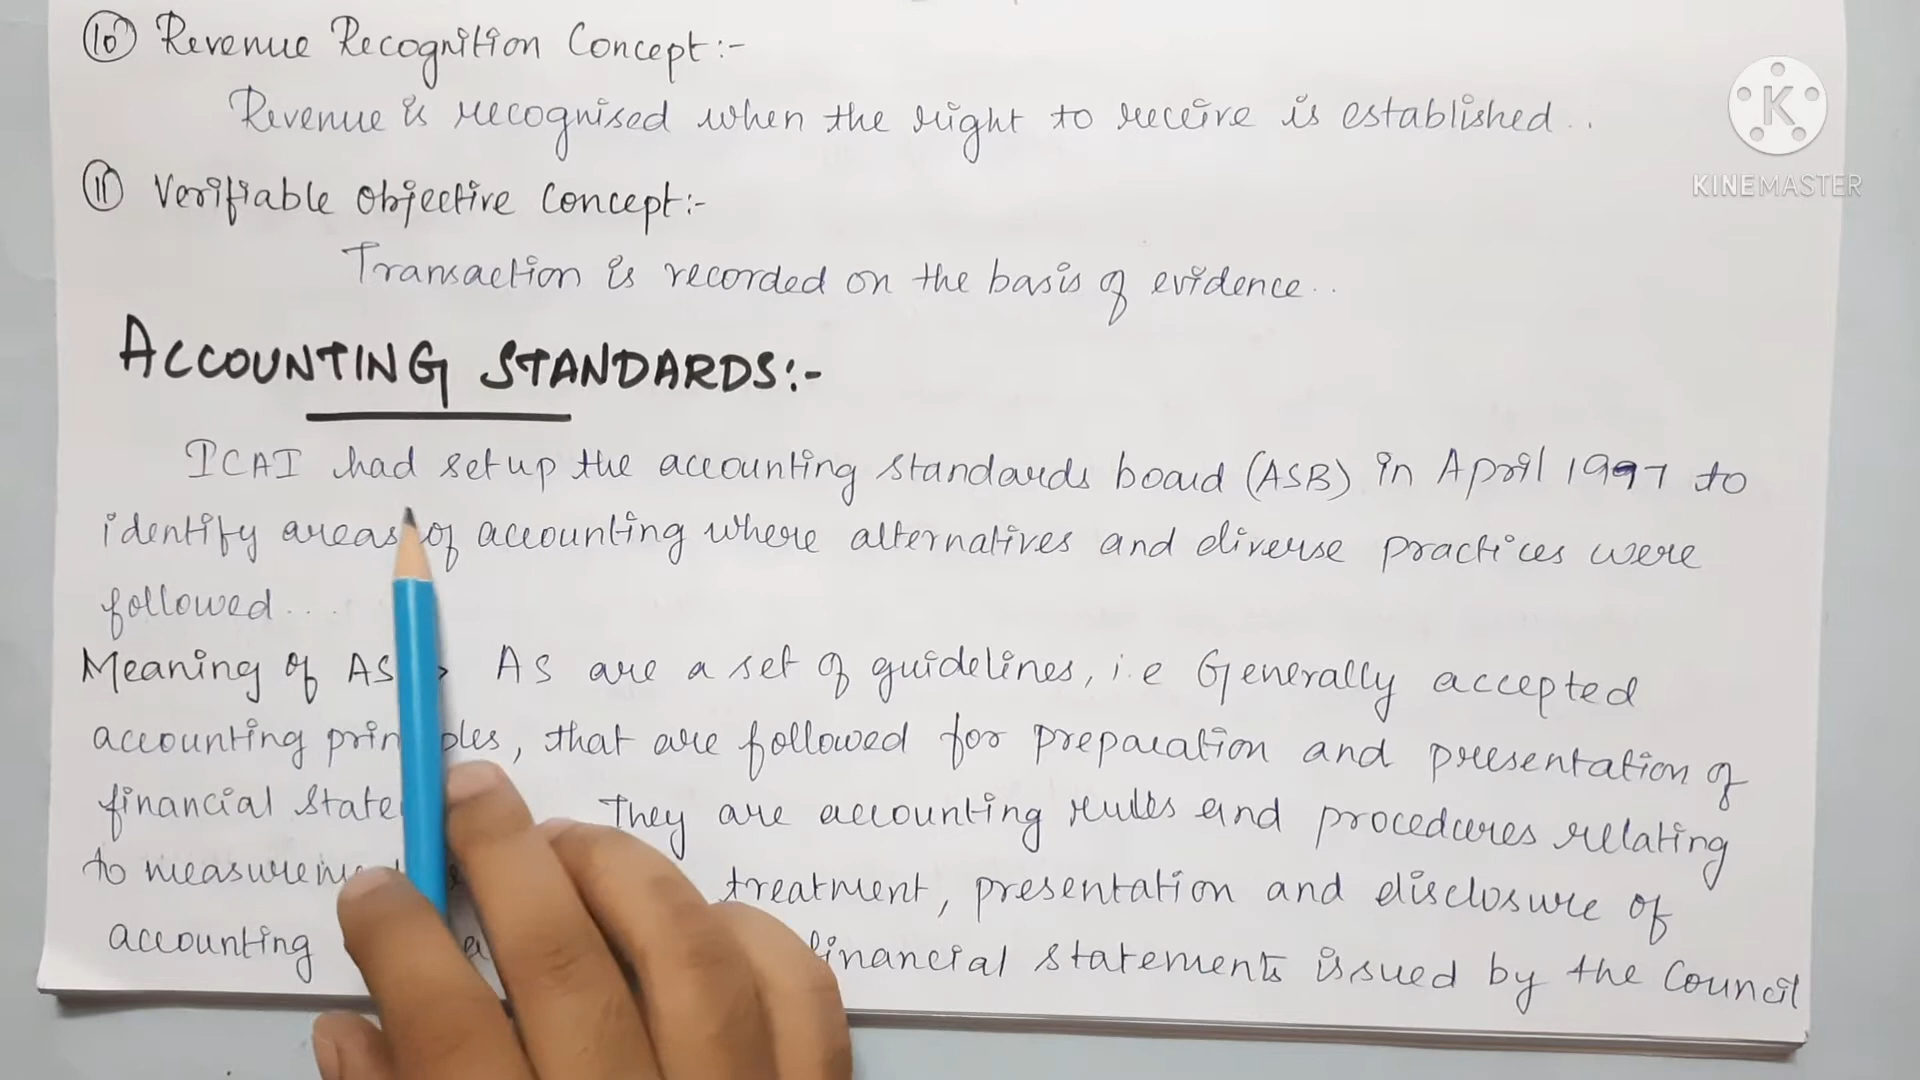 10 Revenue Recognition Concept:-
Revenue is recognised when the right to receive is established..
11 Verifiable Objective Concept:-
Transaction is recorded on the basis of evidence..
ACCOUNTING STANDARDS:-
ICAI had setup the accounting standards board (ASB) in April 1997 to
identify areas of accounting where alternatives and diverse practices were
followed...
Meaning of AS AS are a set of guidelines, i.e Generally accepted
accounting that are followed for preparation and presentation of
financial They are accounting rules and procedures relating
to treatment, presentation and disclosure of
accounting financial statements issued by the Council
KINEMASTER